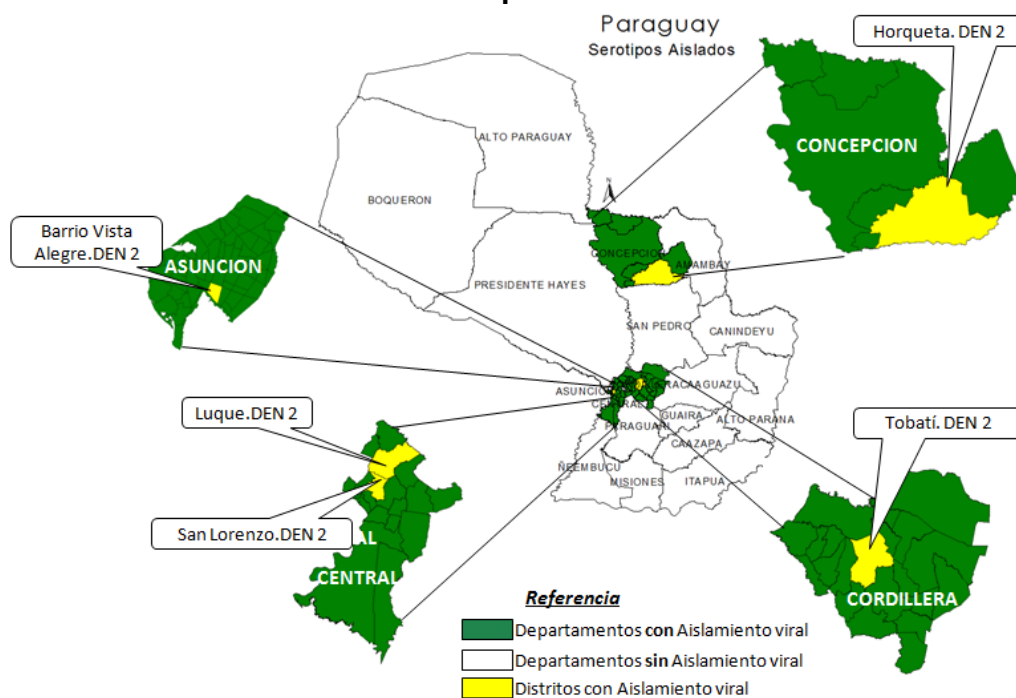 Paraguay
Serotipos Aislados
Horqueta. DEN 2
CONCEPCION
ALTO PARAGUAY
BOQUERON
N
Barrio Vista
Alegre.DEN 2
ASUNCION
CONCEPCION
AMAMBAY
PRESIDENTE HAYES
SAN PEDRO
CANINDEYU
ASUNCION
CENTRAL
GUAIRA
ALTO PARANA
PARAGUARI
CAAZAPA
ÑEEMBUCU
MISIONES
ITAPUA
Luque.DEN 2
San Lorenzo.DEN 2
AL
CENTRAL
Tobatí. DEN 2
CORDILLERA
Referencia
Departamentos con Aislamiento viral
Departamentos sin Aislamiento viral
Distritos con Aislamiento viral